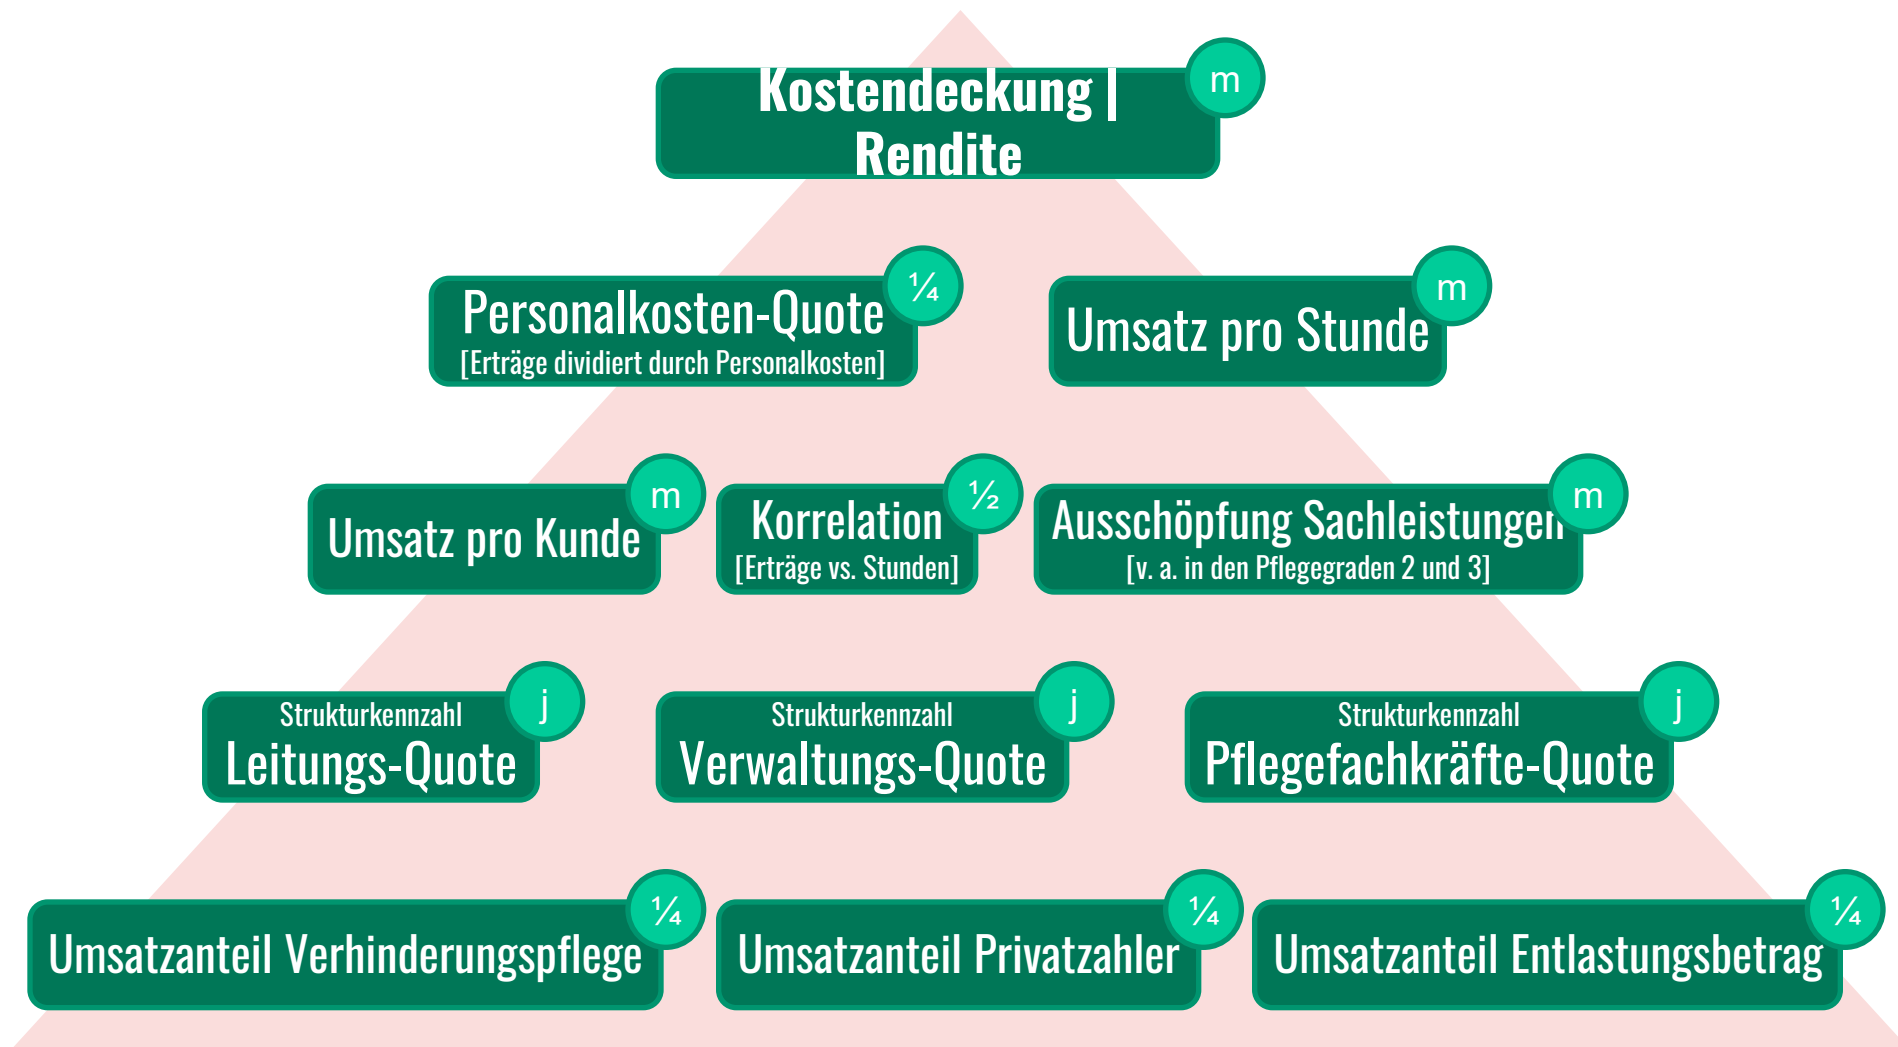 Kostendeckung |
Rendite
m
Personalkosten-Quote
[Erträge dividiert durch Personalkosten]
¼
Umsatz pro Stunde
m
Umsatz pro Kunde
m
Korrelation
[Erträge vs. Stunden]
½
Ausschöpfung Sachleistungen
[v. a. in den Pflegegraden 2 und 3]
m
Strukturkennzahl
Leitungs-Quote
j
Strukturkennzahl
Verwaltungs-Quote
j
Strukturkennzahl
Pflegefachkräfte-Quote
j
Umsatzanteil Verhinderungspflege
¼
Umsatzanteil Privatzahler
¼
Umsatzanteil Entlastungsbetrag
¼